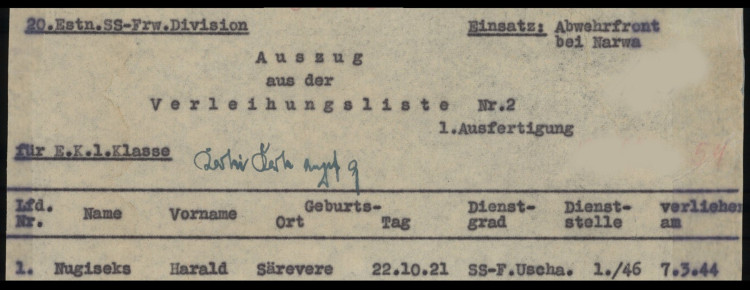 20.Estn.SS-Frw.Division Einsatz: Abwehrfront
bei Narwa
Auszug
aus der
Verleihungsliste Nr.2
1.Ausfertigung
für E.K.1.Klasse
Lfd. Nr. Name Vorname Geburts- Ort Tag Dienst- grad Dienst- stelle verliehen am
1. Nugiseks Harald Särevere 22.10.21 SS-F.Uscha. 1./46 7.3.44